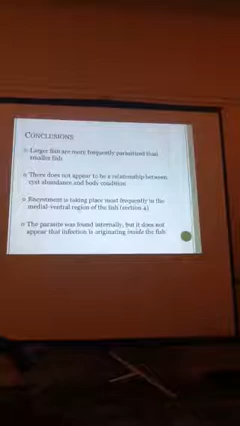 CONCLUSIONS
Larger fish are more frequently parasitized than
smaller fish
There does not appear to be a relationship between
cyst abundance and body condition
Encystment is taking place most frequently in the
medial-ventral region of the fish (section 4)
The parasite was found internally, but it does not
appear that infection is originating inside the fish